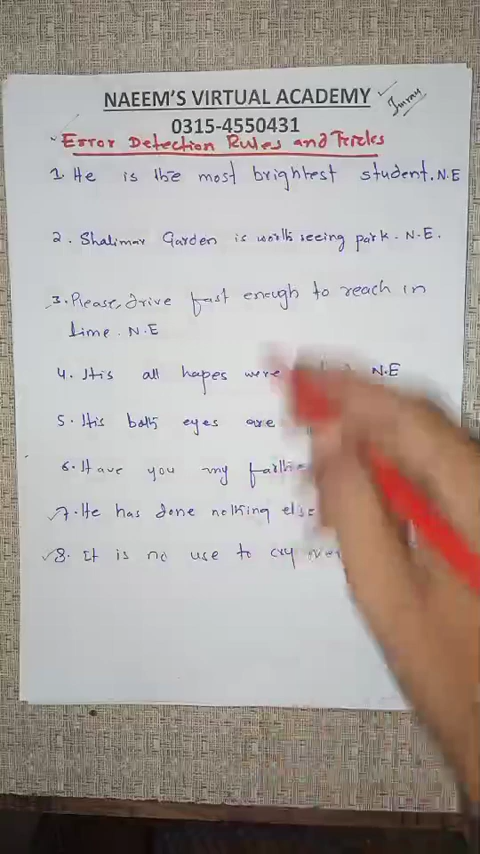 NAEEM'S VIRTUAL ACADEMY
0315-4550431
Error Detection Rules and Tricks
1. He is the most brightest student. N.E
2. Shalimar Garden is worth seeing park. N.E.
3. Please, drive fast enough to reach in
time. N.E
4. His all hopes were N.E
5. His both eyes are
6. Have you my
7. He has done nothing else
8. It is no use to cry over